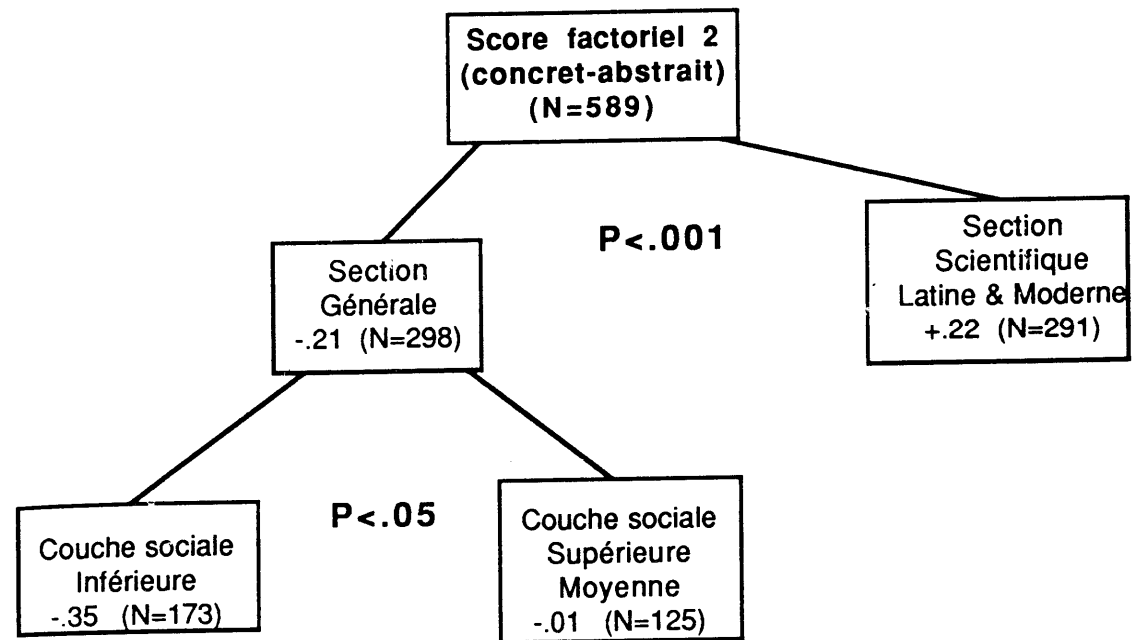 Score factoriel 2
(concret-abstrait)
(N=589)
P<.001
Section
Scientifique
Latine & Moderne
+.22 (N=291)
Section
Générale
-.21 (N=298)
P<.05
Couche sociale
Inférieure
-.35 (N=173)
Couche sociale
Supérieure
Moyenne
-.01 (N=125)